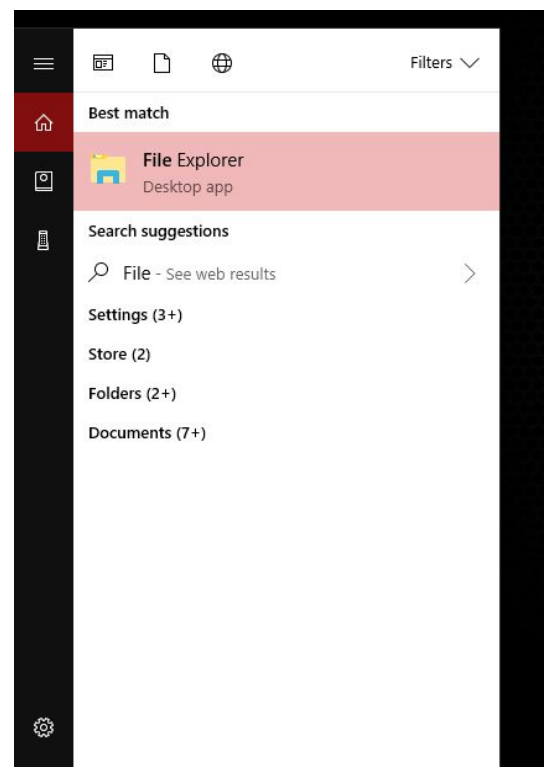 Filters
Best match
File Explorer
Desktop app
Search suggestions
File - See web results
Settings (3+)
Store (2)
Folders (2+)
Documents (7+)